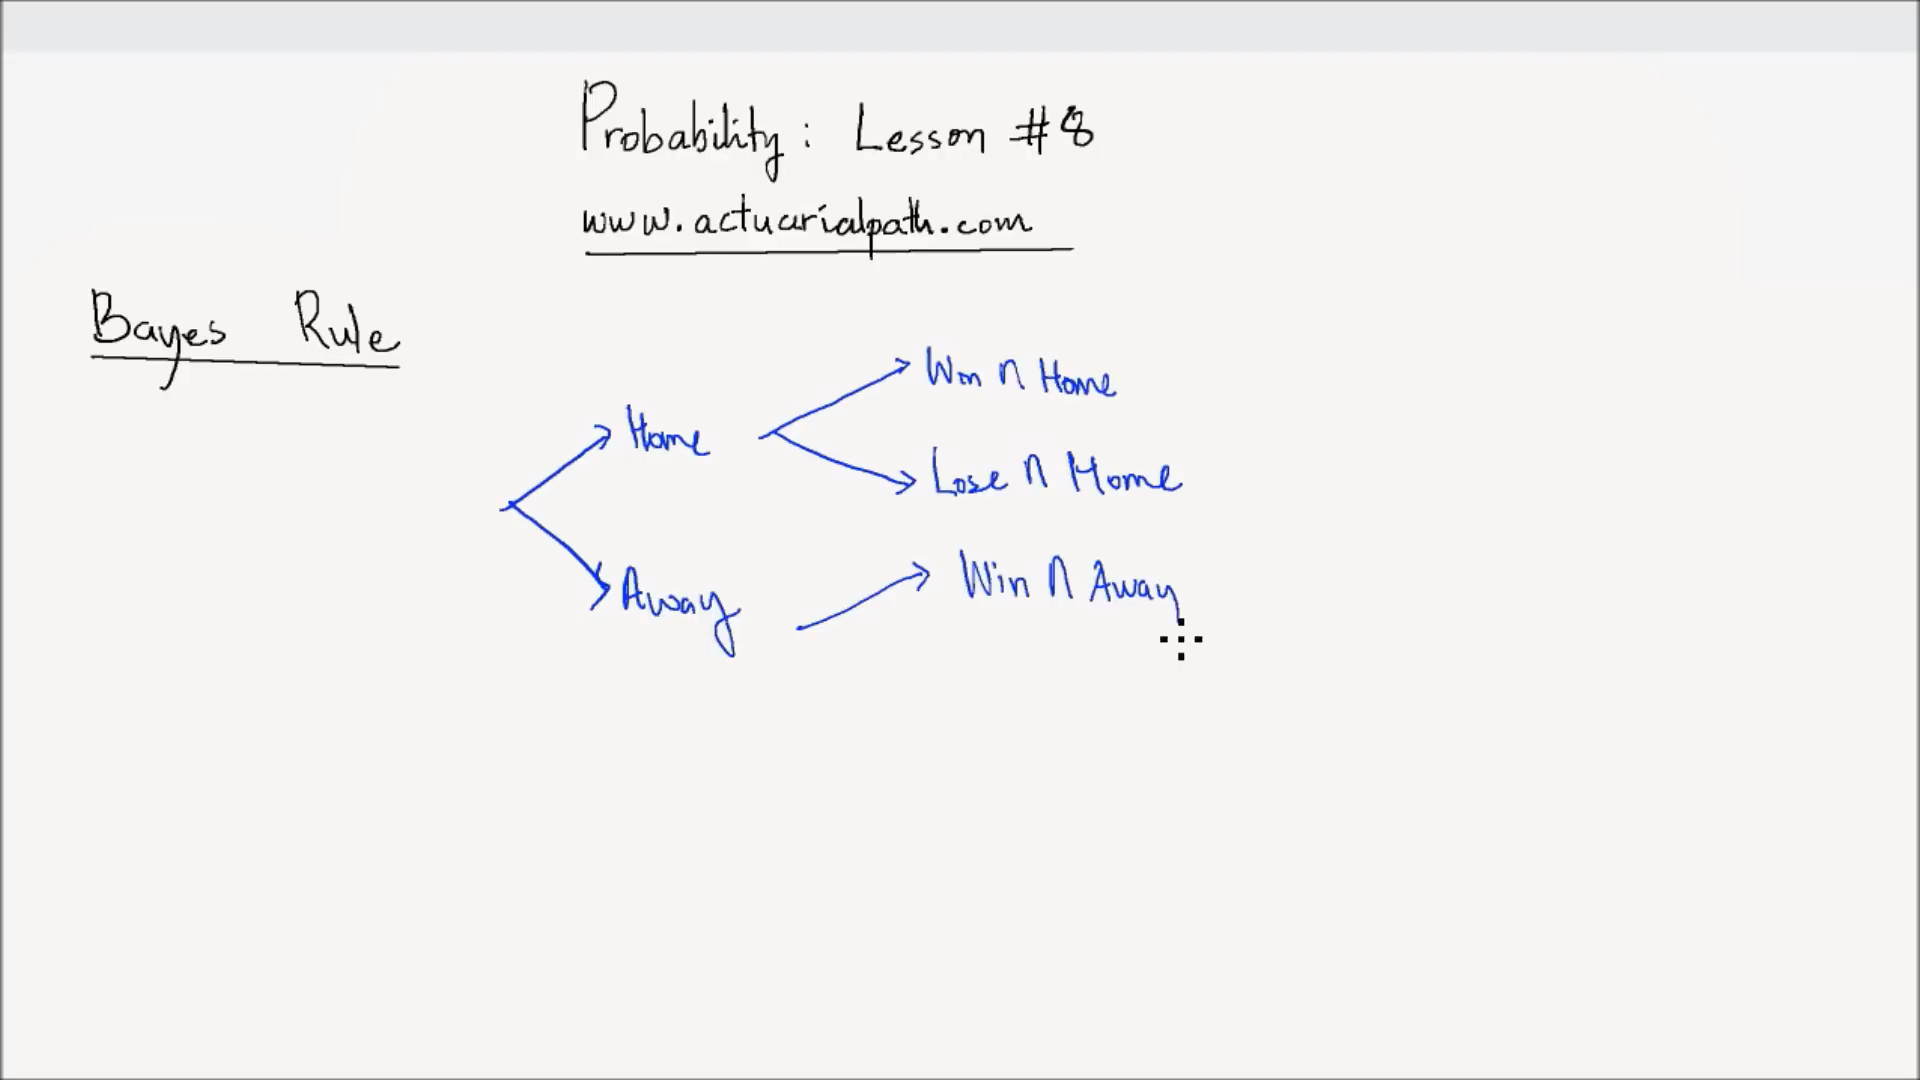 Probability: Lesson #8
www.actuarialpath.com
Bayes Rule
Win ∩ Home
Home
Lose ∩ Home
Win ∩ Away
Away